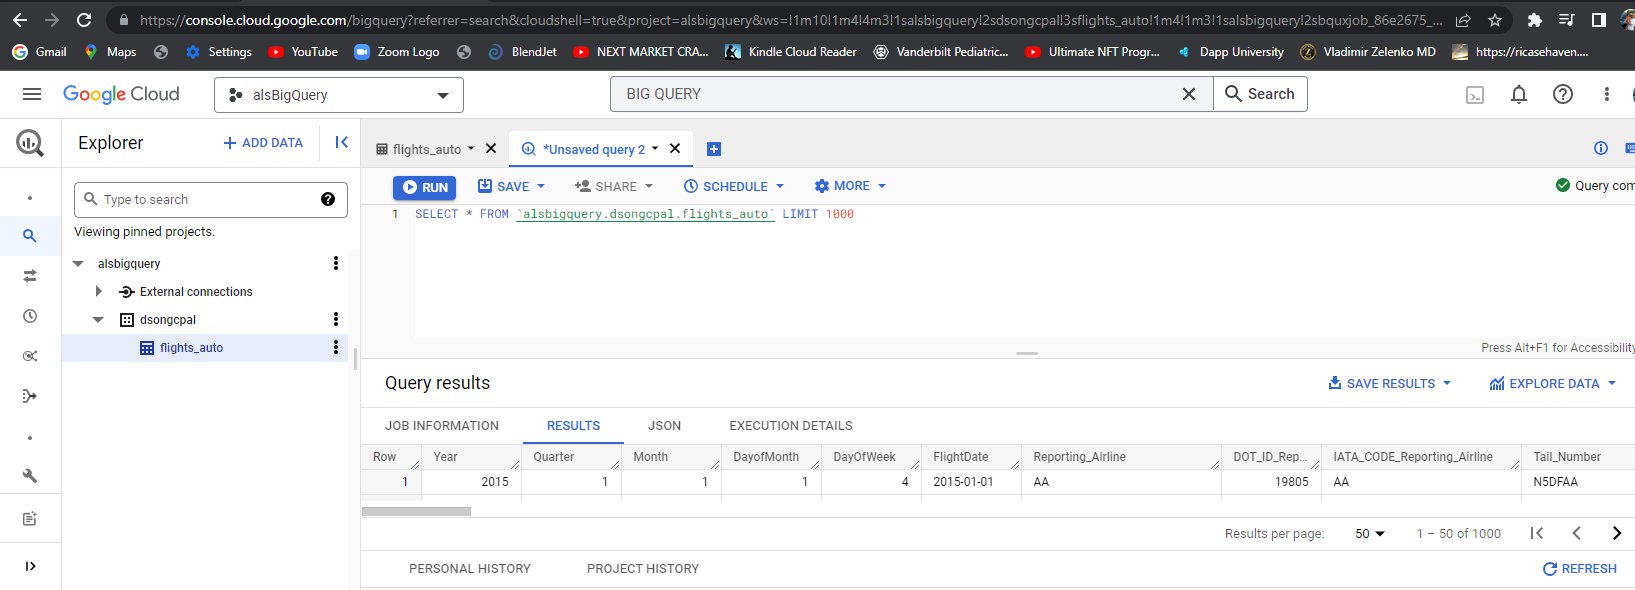 https://console.cloud.google.com/bigquery?referrer=search&cloudshell=true&project=alsbigquery&ws=!1m10!1m4!4m3!1salsbigquery!2sdsongcpal!3sflights_auto!1m4!1m3!1salsbigquery!2sbquxjob_86e2675_...
Gmail Maps Settings YouTube Zoom Logo BlendJet NEXT MARKET CRA... Kindle Cloud Reader Vanderbilt Pediatric... Ultimate NFT Progr... Dapp University Vladimir Zelenko MD https://ricasehaven....
Google Cloud alsBigQuery BIG QUERY Search
Explorer + ADD DATA flights_auto *Unsaved query 2
RUN SAVE SHARE SCHEDULE MORE Query com
Type to search
1 SELECT * FROM `alsbigquery.dsongcpal.flights_auto` LIMIT 1000
Viewing pinned projects.
alsbigquery
External connections
dsongcpal
flights_auto
Press Alt+F1 for Accessibility
Query results SAVE RESULTS EXPLORE DATA
JOB INFORMATION RESULTS JSON EXECUTION DETAILS
Row Year Quarter Month DayofMonth DayOfWeek FlightDate Reporting_Airline DOT_ID_Rep... IATA_CODE_Reporting_Airline Tail_Number
1 2015 1 1 1 4 2015-01-01 AA 19805 AA N5DFAA
Results per page: 50 1 – 50 of 1000
PERSONAL HISTORY PROJECT HISTORY REFRESH